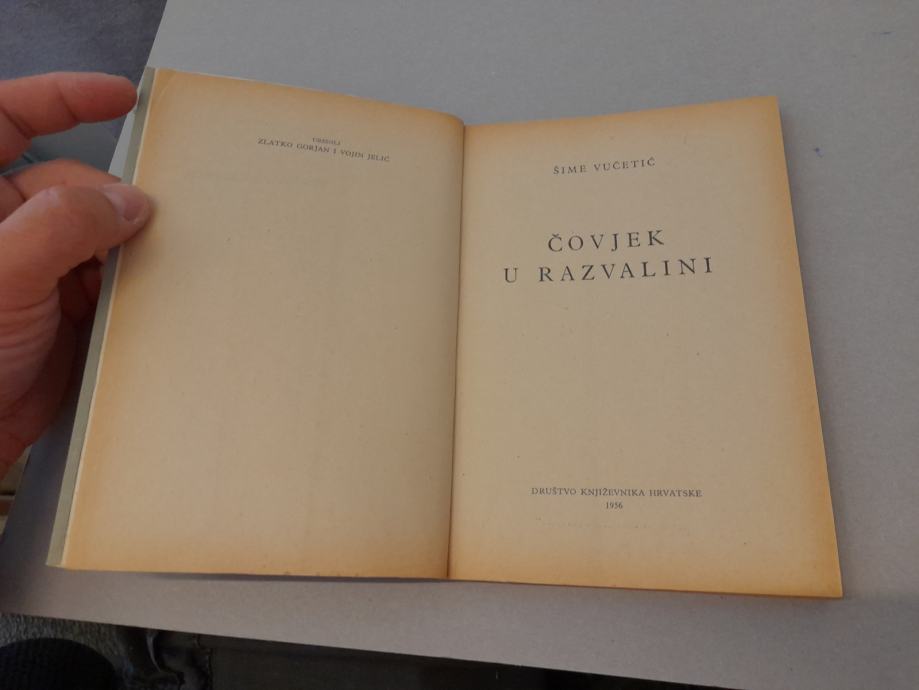 UREDILI
ZLATKO GORJAN I VOJIN JELIĆ
ŠIME VUČETIĆ
ČOVJEK
U RAZVALINI
DRUŠTVO KNJIŽEVNIKA HRVATSKE
1956